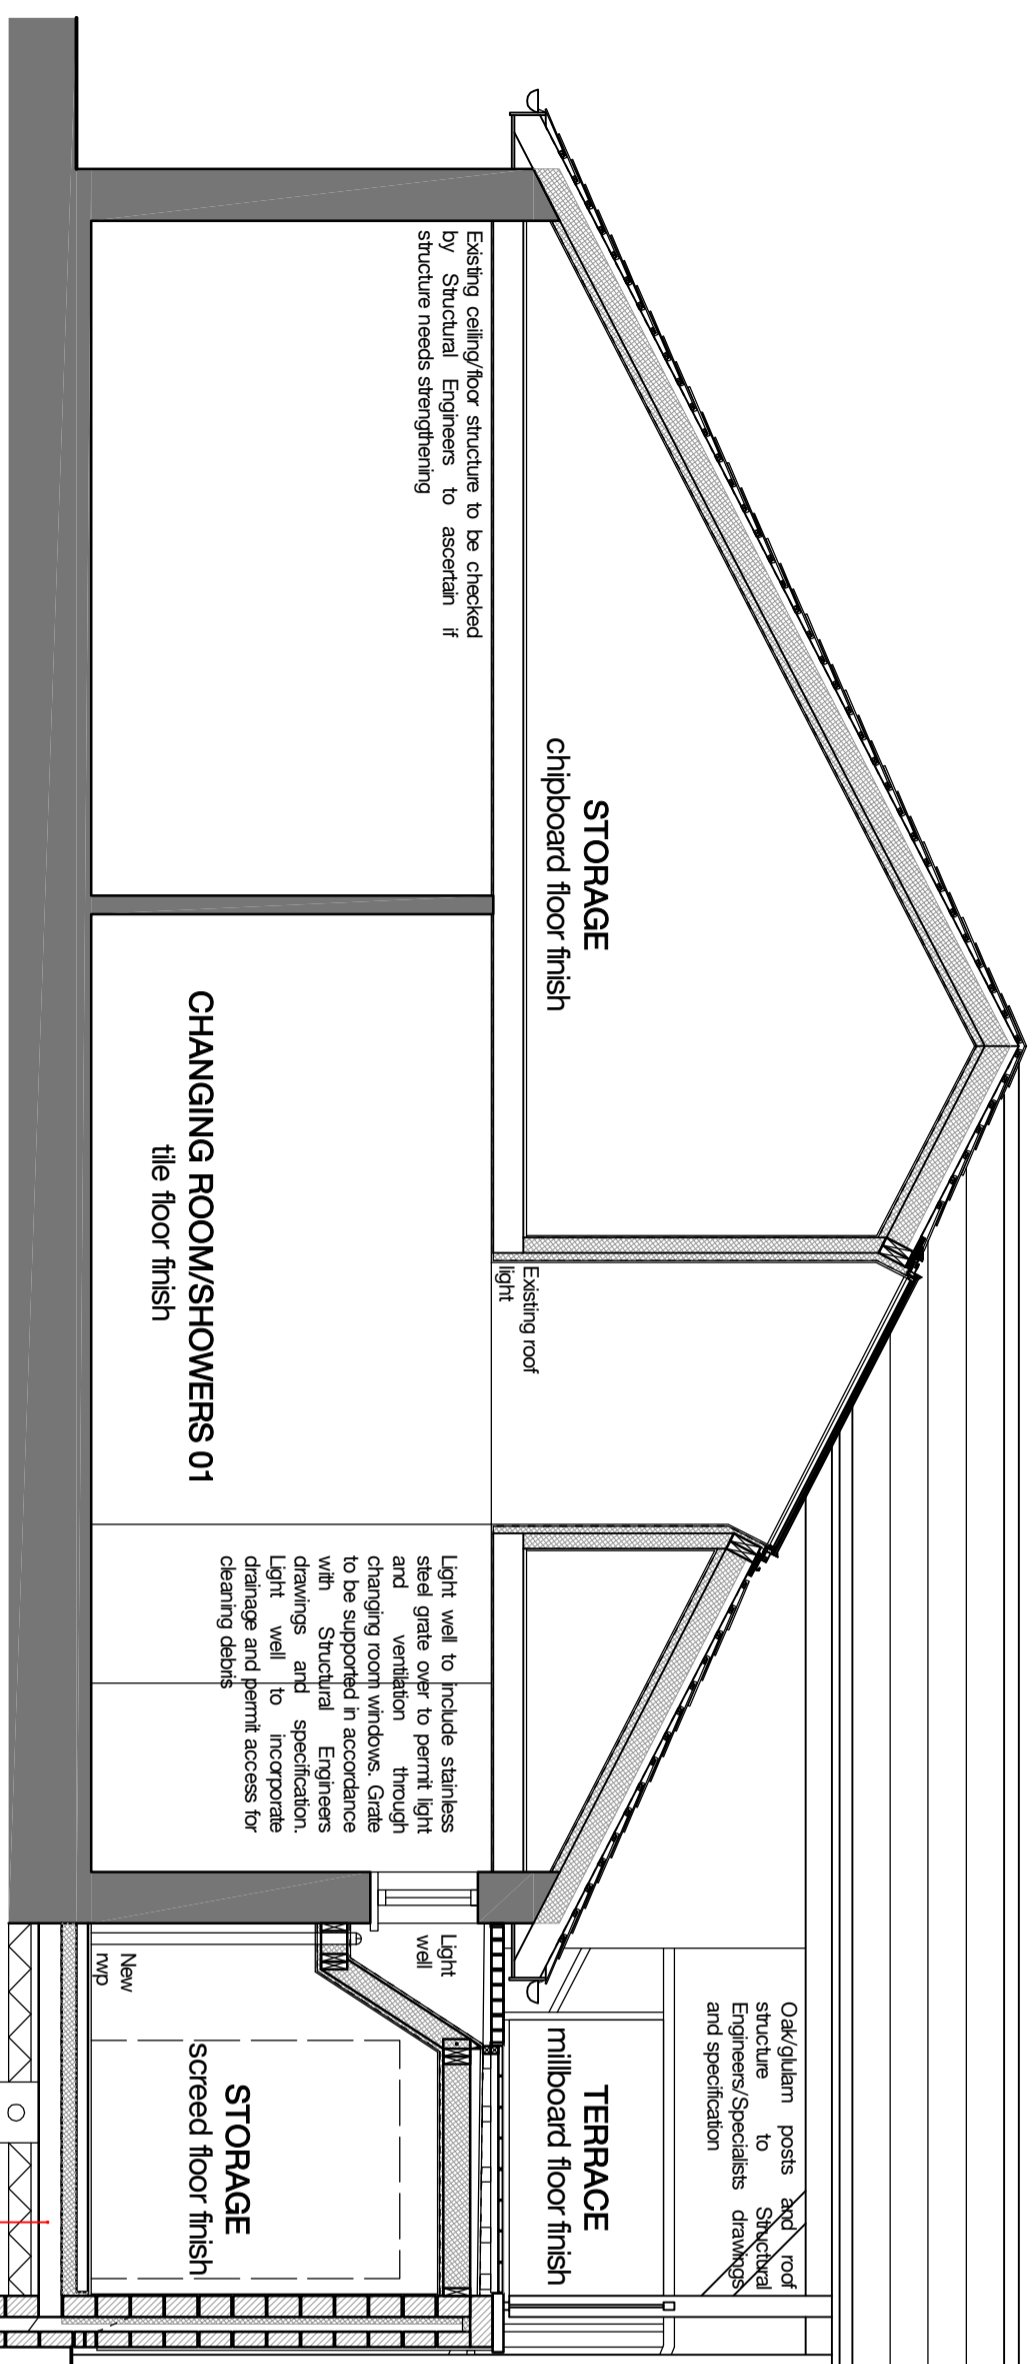 STORAGE
chipboard floor finish
Existing ceiling/floor structure to be checked
by Structural Engineers to ascertain if
structure needs strengthening
CHANGING ROOM/SHOWERS 01
tile floor finish
Existing roof
light
Light well to include stainless
steel grate over to permit light
and ventilation through
changing room windows. Grate
to be supported in accordance
with Structural Engineers
drawings and specification.
Light well to incorporate
drainage and permit access for
cleaning debris
Oak/glulam posts and roof
structure to Structural
Engineers/Specialists drawings
and specification
TERRACE
millboard floor finish
Light
well
New
rwp
STORAGE
screed floor finish